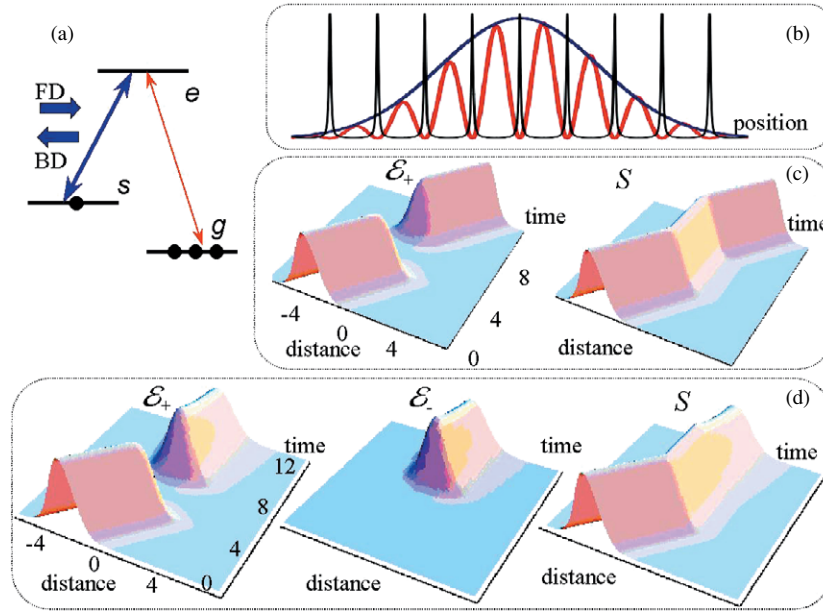 (a)
FD
BD
e
s
g
(b)
position
ℰ₊
S
(c)
time
time
8
4
0
-4
0
4
distance
distance
ℰ₊
ℰ₋
S
(d)
time
time
time
12
8
4
0
-4
0
4
distance
distance
distance